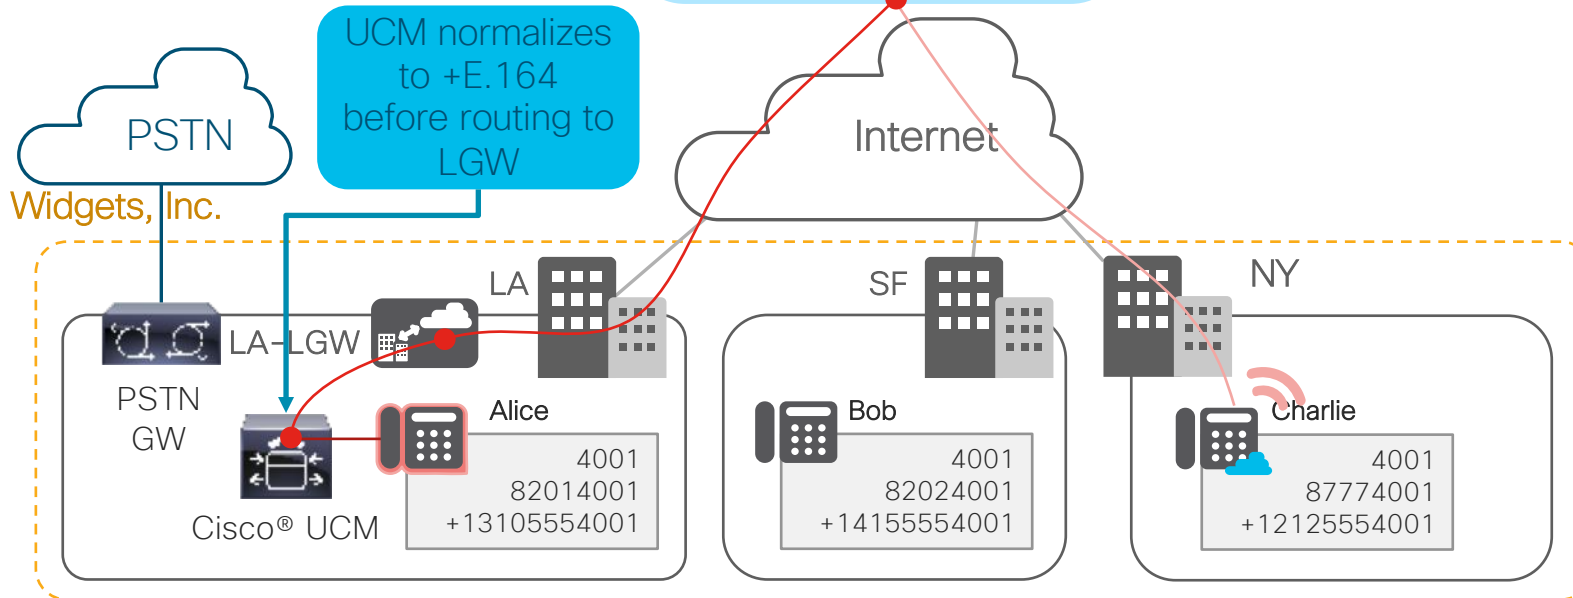 UCM normalizes
to +E.164
before routing to
LGW
PSTN
Internet
Widgets, Inc.
LA
SF
NY
LA-LGW
PSTN
GW
Cisco® UCM
Alice
4001
82014001
+13105554001
Bob
4001
82024001
+14155554001
Charlie
4001
87774001
+12125554001